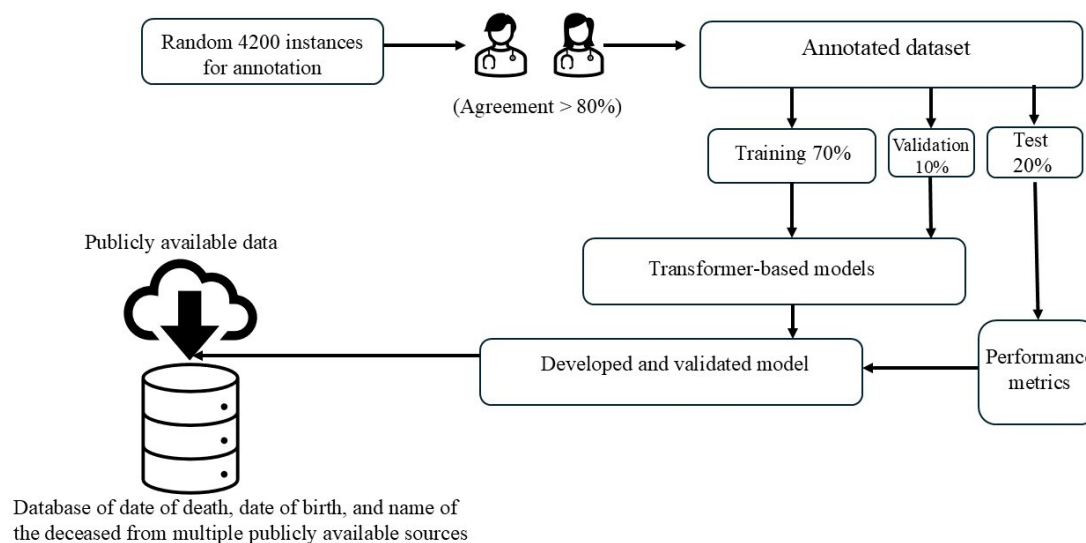 Random 4200 instances
for annotation
(Agreement > 80%)
Annotated dataset
Training 70%
Validation
10%
Test
20%
Transformer-based models
Publicly available data
Developed and validated model
Performance
metrics
Database of date of death, date of birth, and name of
the deceased from multiple publicly available sources